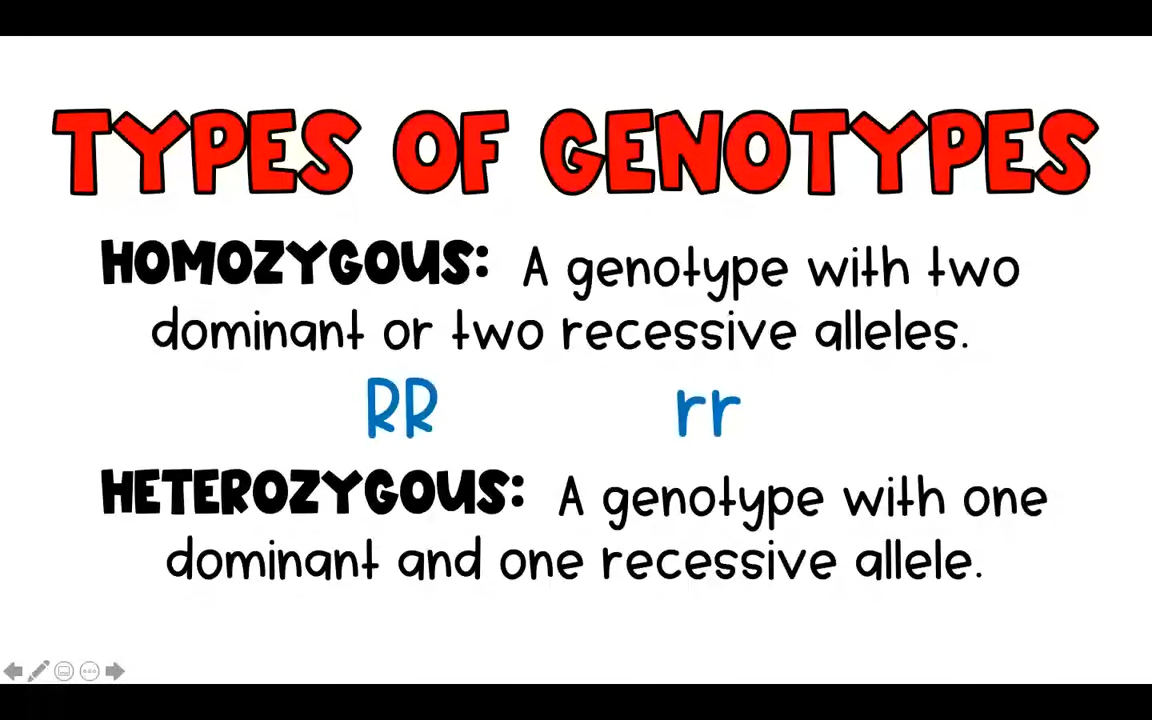 TYPES OF GENOTYPES
HOMOZYGOUS: A genotype with two
dominant or two recessive alleles.
RR rr
HETEROZYGOUS: A genotype with one
dominant and one recessive allele.